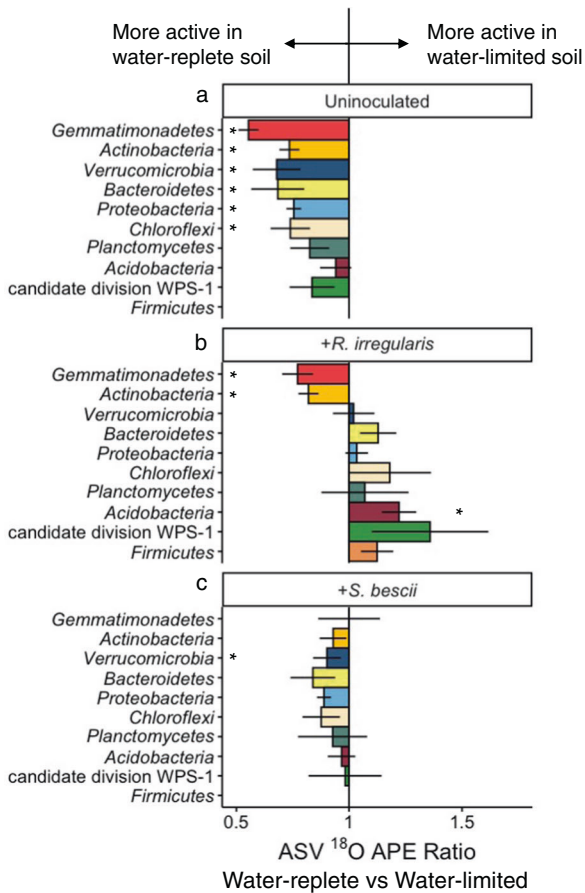 More active in
water-replete soil
More active in
water-limited soil
a
Uninoculated
Gemmatimonadetes *
Actinobacteria *
Verrucomicrobia *
Bacteroidetes *
Proteobacteria *
Chloroflexi *
Planctomycetes
Acidobacteria
candidate division WPS-1
Firmicutes
b
+R. irregularis
Gemmatimonadetes *
Actinobacteria *
Verrucomicrobia
Bacteroidetes
Proteobacteria
Chloroflexi
Planctomycetes
Acidobacteria *
candidate division WPS-1
Firmicutes
c
+S. bescii
Gemmatimonadetes
Actinobacteria
Verrucomicrobia *
Bacteroidetes
Proteobacteria
Chloroflexi
Planctomycetes
Acidobacteria
candidate division WPS-1
Firmicutes
0.5 1 1.5
ASV ¹⁸O APE Ratio
Water-replete vs Water-limited